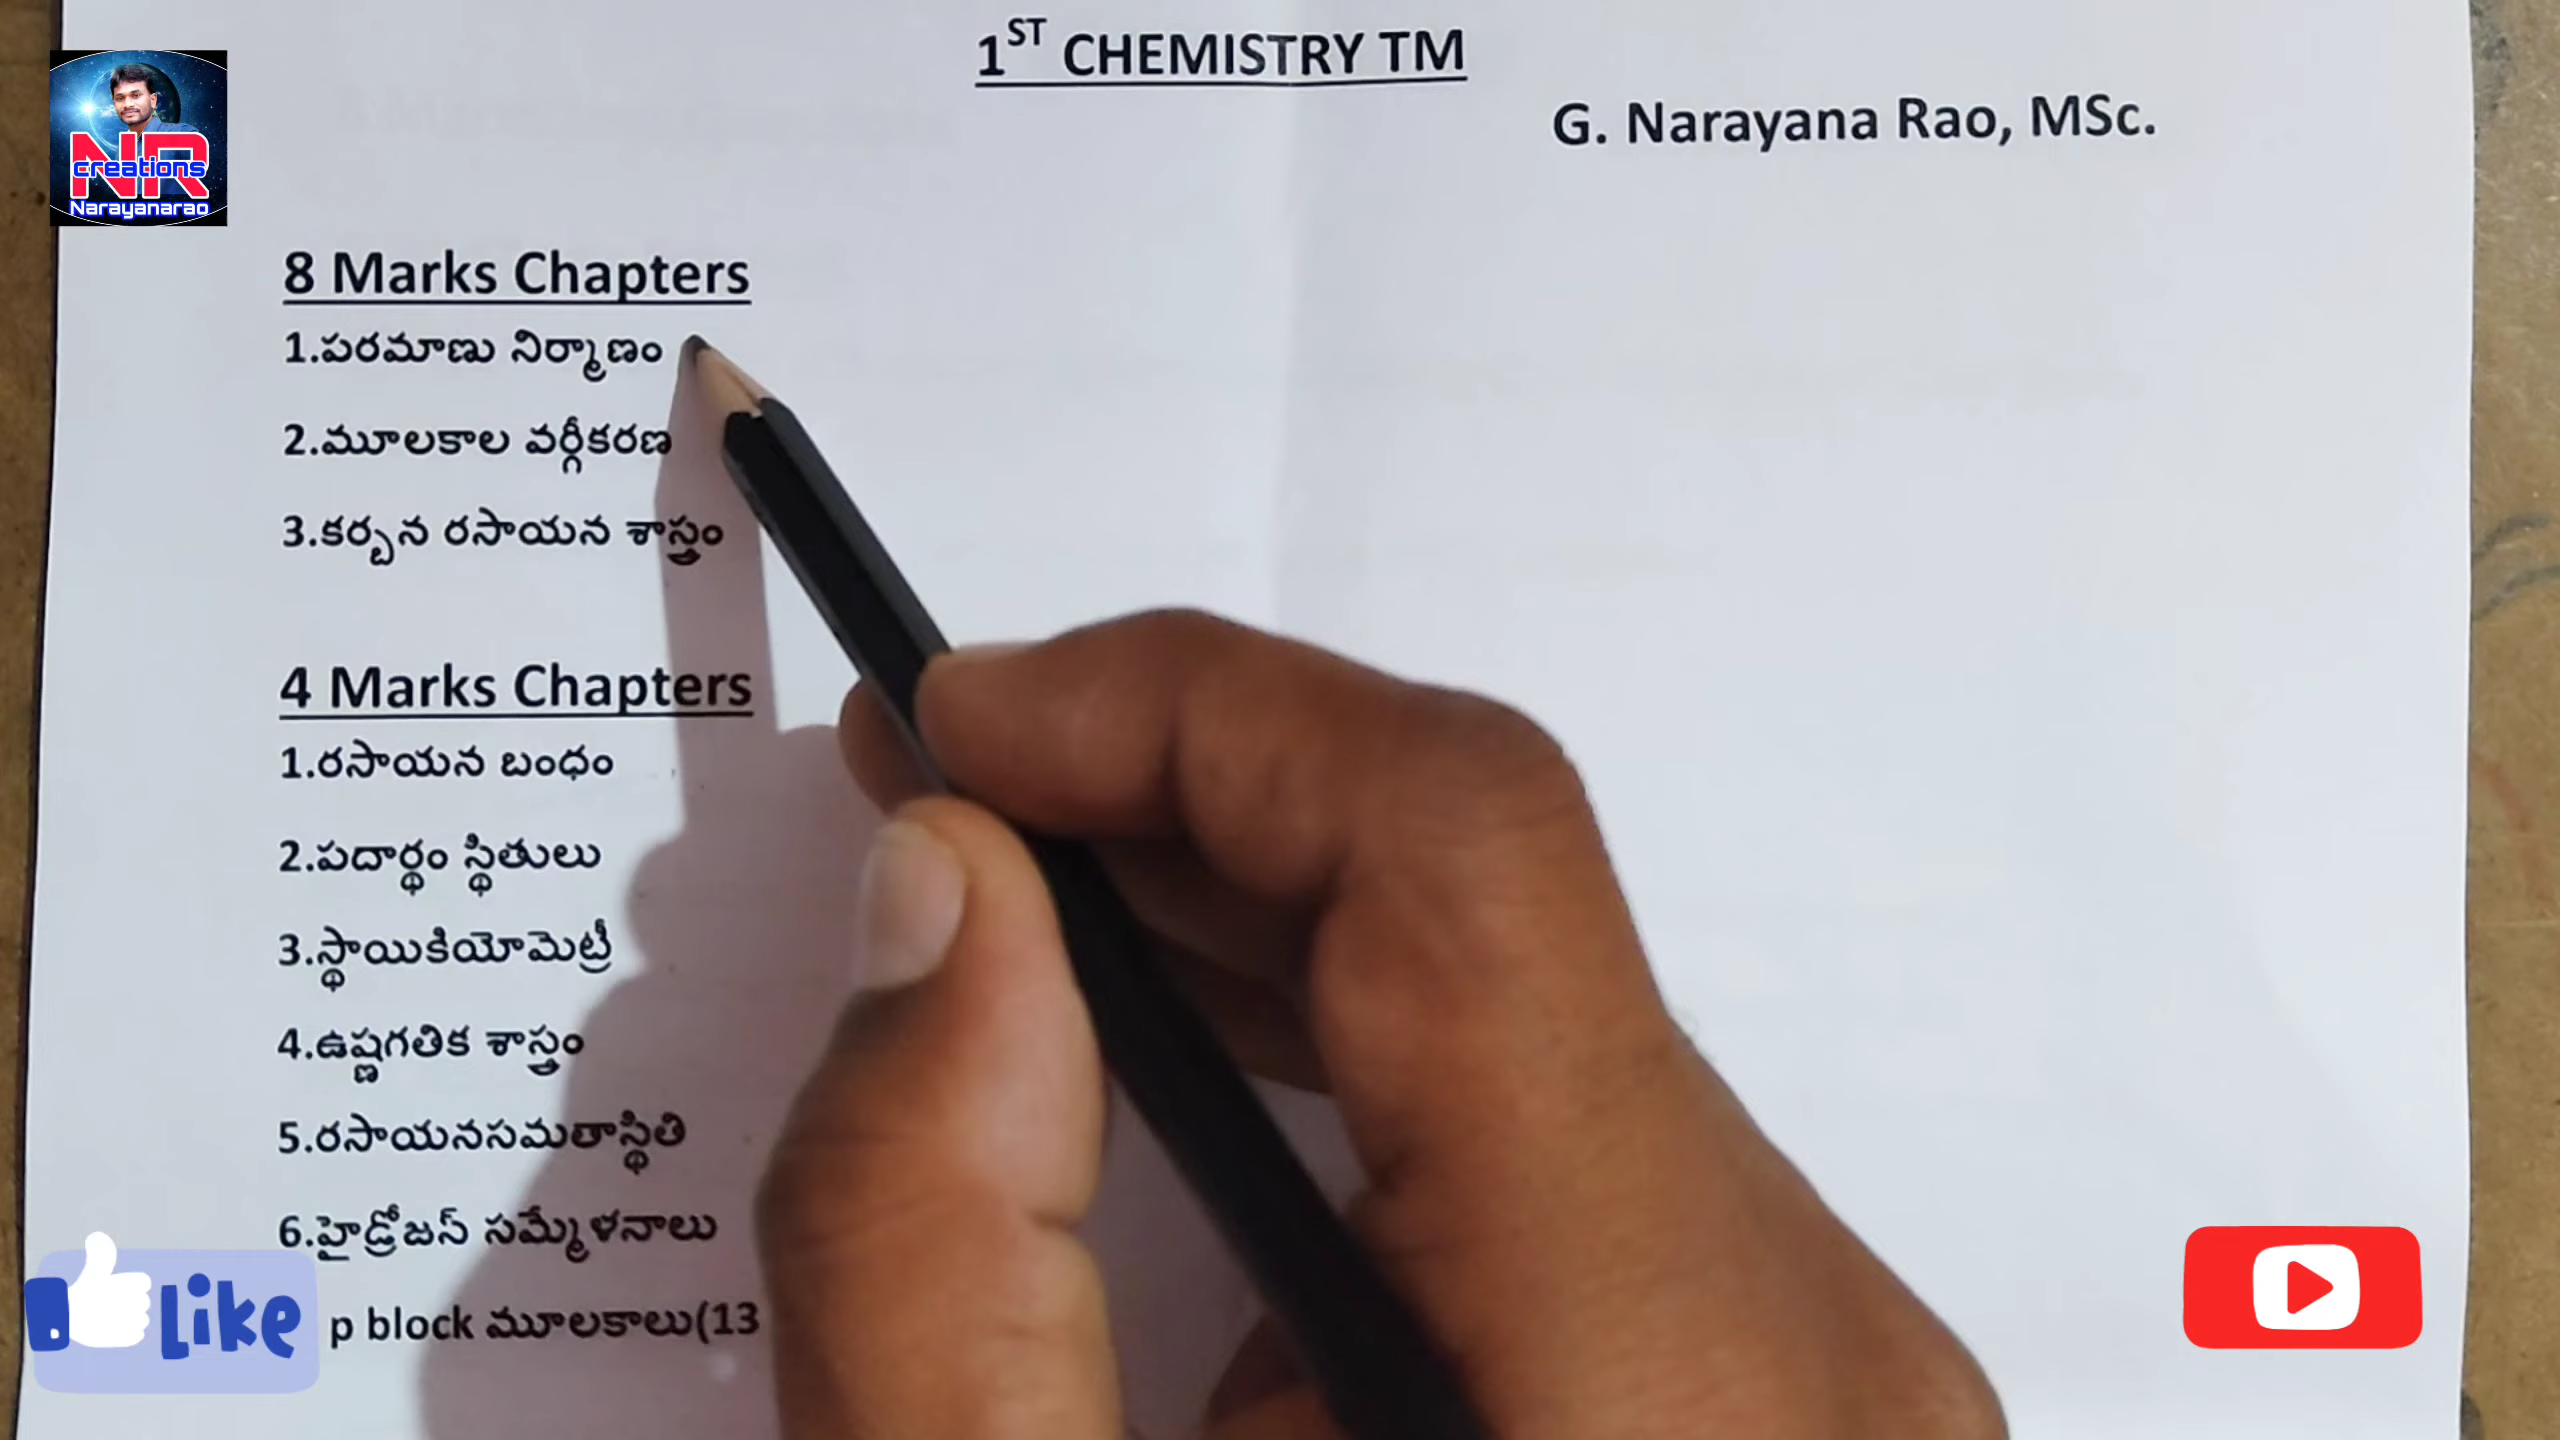 1ST CHEMISTRY TM
G. Narayana Rao, MSc.
NR
creations
Narayanarao
8 Marks Chapters
1.పరమాణు నిర్మాణం
2.మూలకాల వర్గీకరణ
3.కర్బన రసాయన శాస్త్రం
4 Marks Chapters
1.రసాయన బంధం
2.పదార్థం స్థితులు
3.స్థాయికియోమెట్రీ
4.ఉష్ణగతిక శాస్త్రం
5.రసాయనసమతాస్థితి
6.హైడ్రోజన్ సమ్మేళనాలు
p block మూలకాలు(13
Like